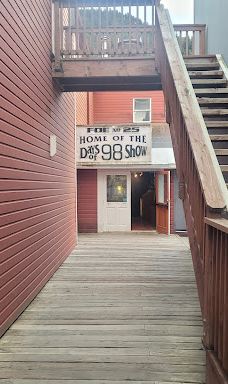 FOE NO 25
HOME OF THE
DAYS OF 98 SHOW